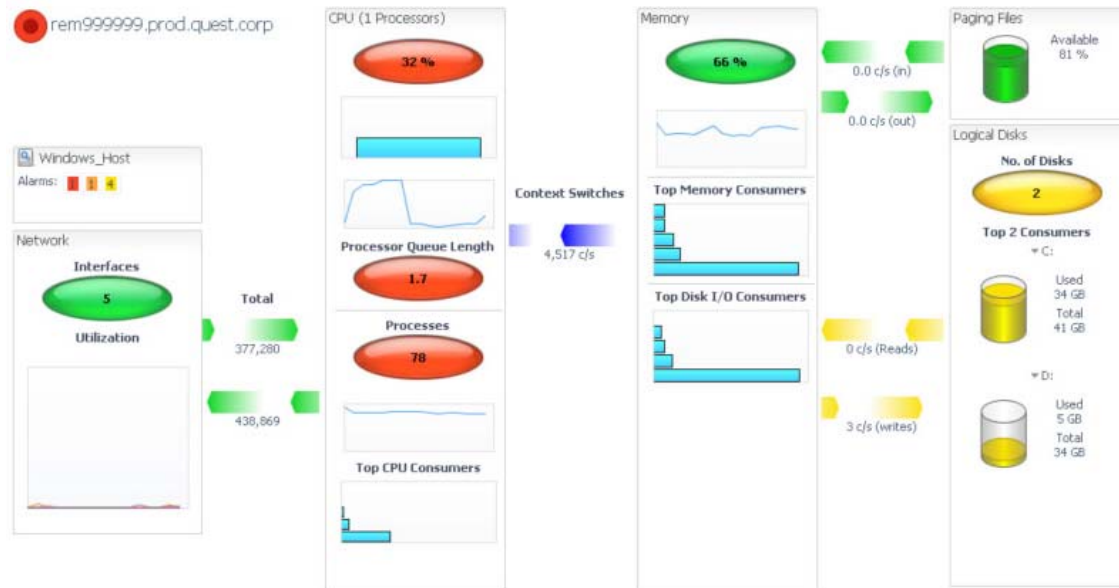 rem999999.prod.quest.corp
Windows_Host
Alarms: 1 1 4
Network
Interfaces
5
Utilization
Total
377,280
438,869
CPU (1 Processors)
32 %
Processor Queue Length
1.7
Processes
78
Top CPU Consumers
Context Switches
4,517 c/s
Memory
66 %
Top Memory Consumers
Top Disk I/O Consumers
0.0 c/s (in)
0.0 c/s (out)
0 c/s (Reads)
3 c/s (writes)
Paging Files
Available
81 %
Logical Disks
No. of Disks
2
Top 2 Consumers
C:
Used
34 GB
Total
41 GB
D:
Used
5 GB
Total
34 GB